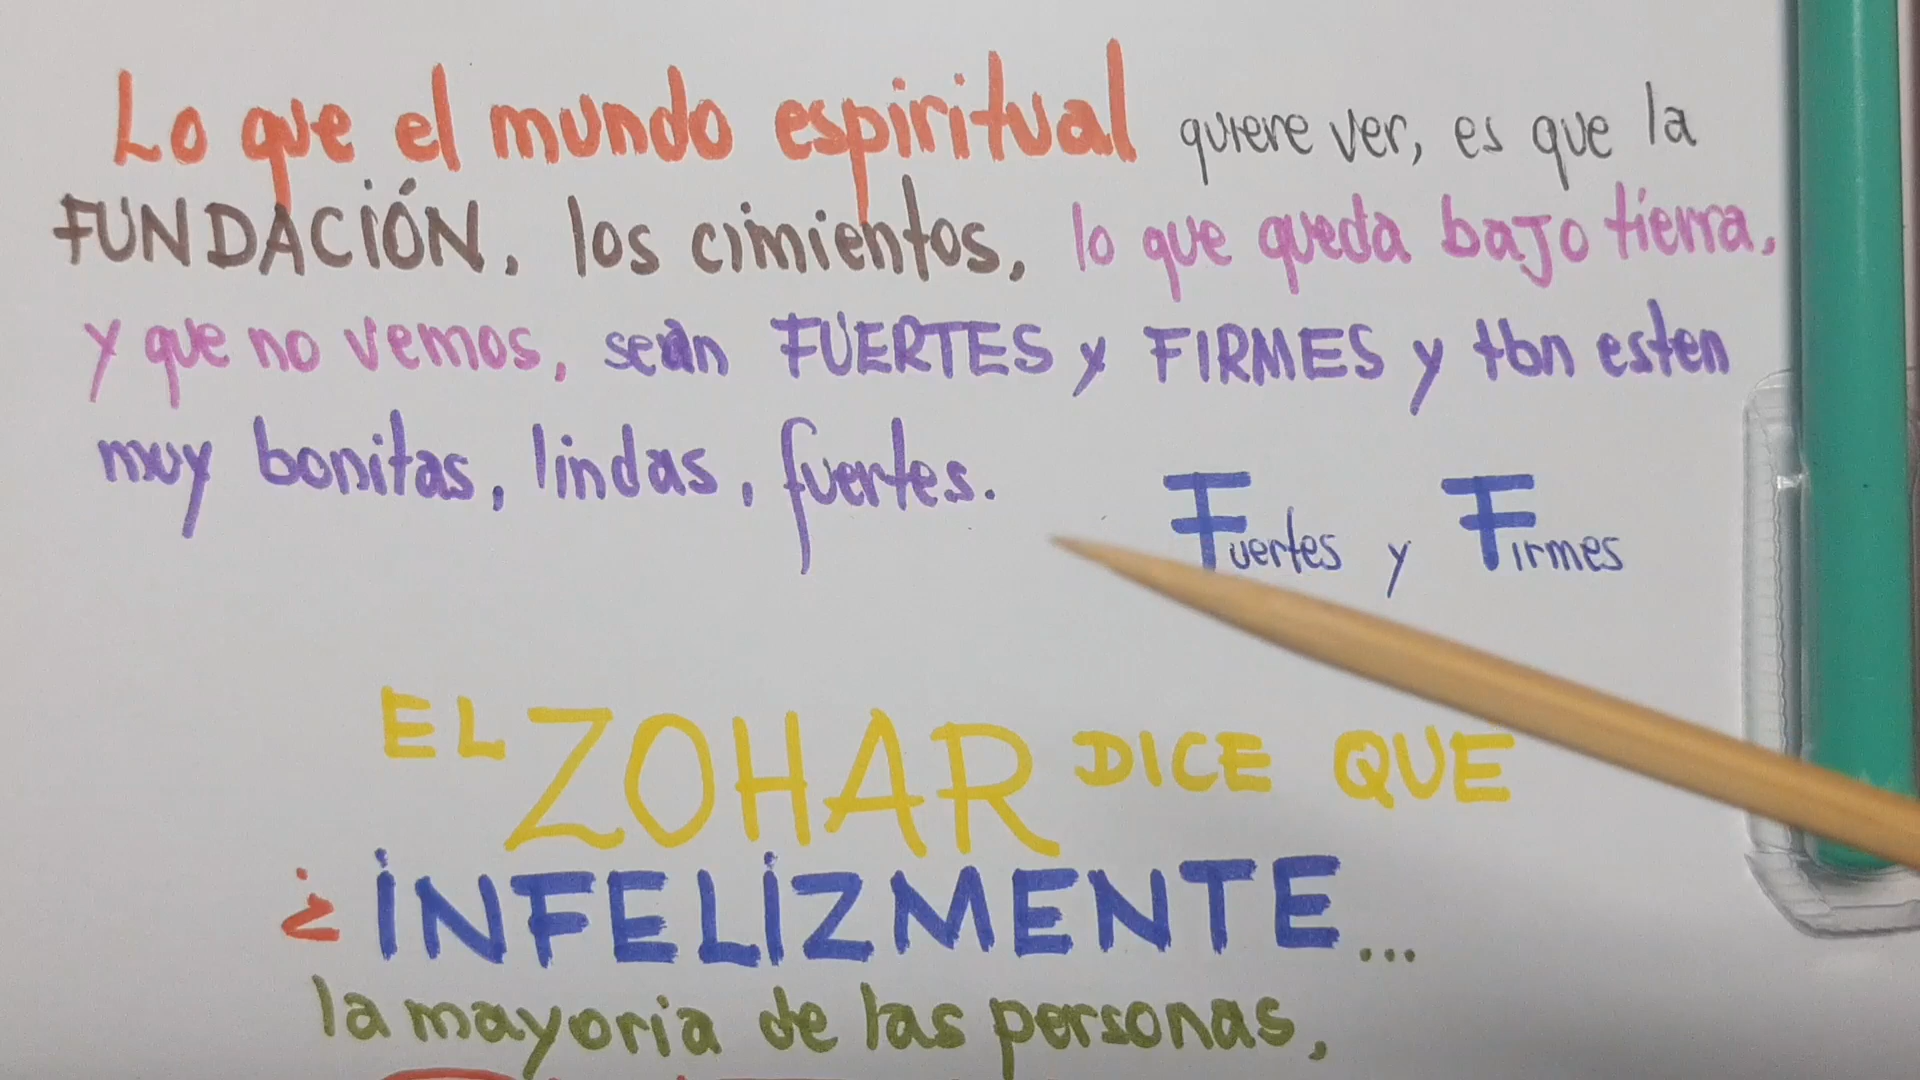 Lo que el mundo espiritual quiere ver, es que la
FUNDACIÓN, los cimientos, lo que queda bajo tierra,
y que no vemos, seán FUERTES y FIRMES y tbn esten
muy bonitas, lindas, fuertes.
Fuertes y Firmes
EL ZOHAR DICE QUE
¿INFELIZMENTE...
la mayoria de las personas,